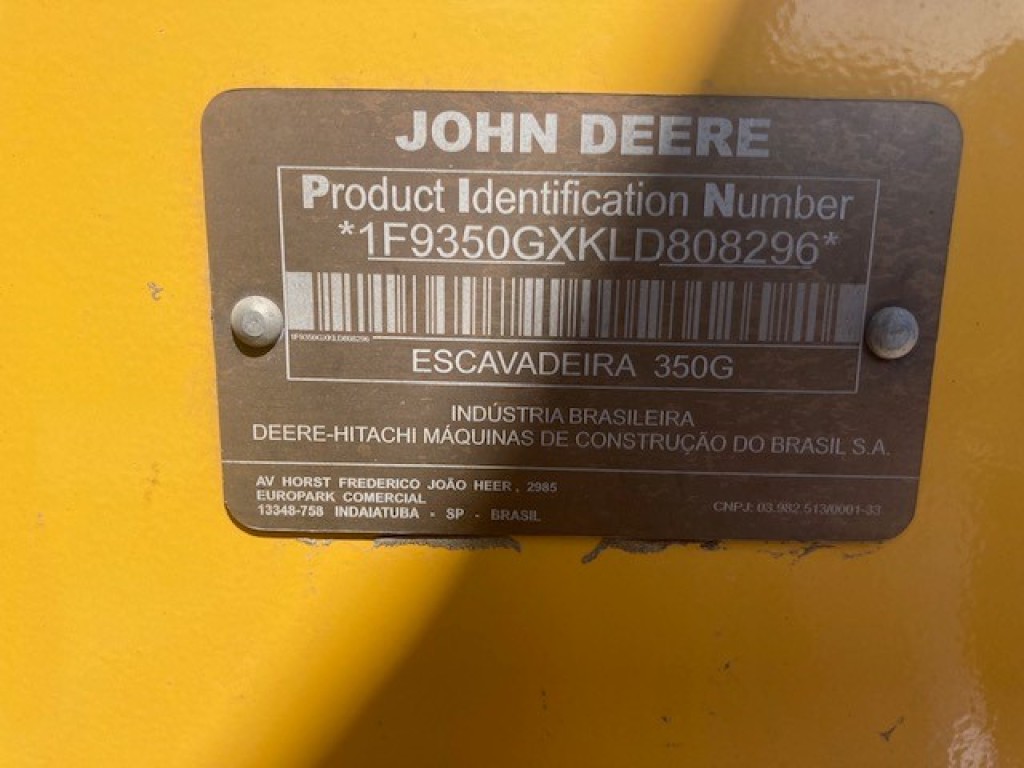 JOHN DEERE
Product Identification Number
*1F9350GXKLD808296*
1F9350GXKLD808296
ESCAVADEIRA 350G
INDÚSTRIA BRASILEIRA
DEERE-HITACHI MÁQUINAS DE CONSTRUÇÃO DO BRASIL S.A.
AV HORST FREDERICO JOÃO HEER, 2985
EUROPARK COMERCIAL
13348-758 INDAIATUBA - SP - BRASIL
CNPJ: 03.982.513/0001-33